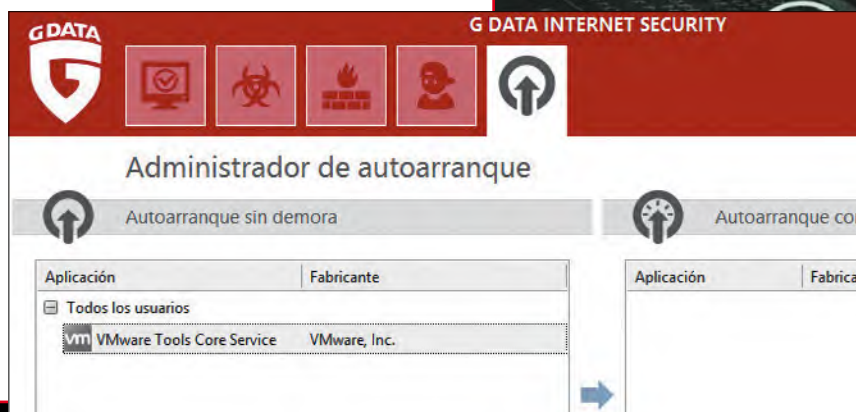 G DATA INTERNET SECURITY
G DATA
G
Administrador de autoarranque
Autoarranque sin demora
Autoarranque
Aplicación Fabricante
Aplicación
Todos los usuarios
vm VMware Tools Core Service VMware, Inc.